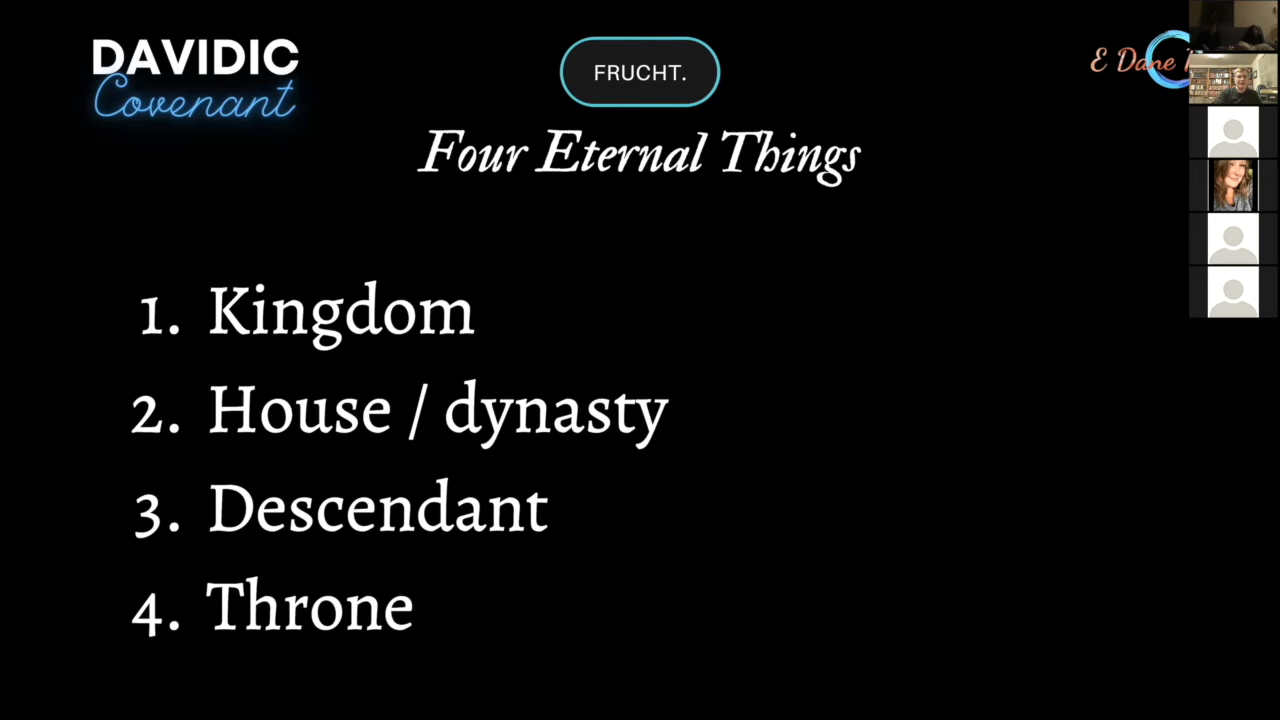 DAVIDIC
Covenant
FRUCHT.
E Dane
Four Eternal Things
1. Kingdom
2. House / dynasty
3. Descendant
4. Throne